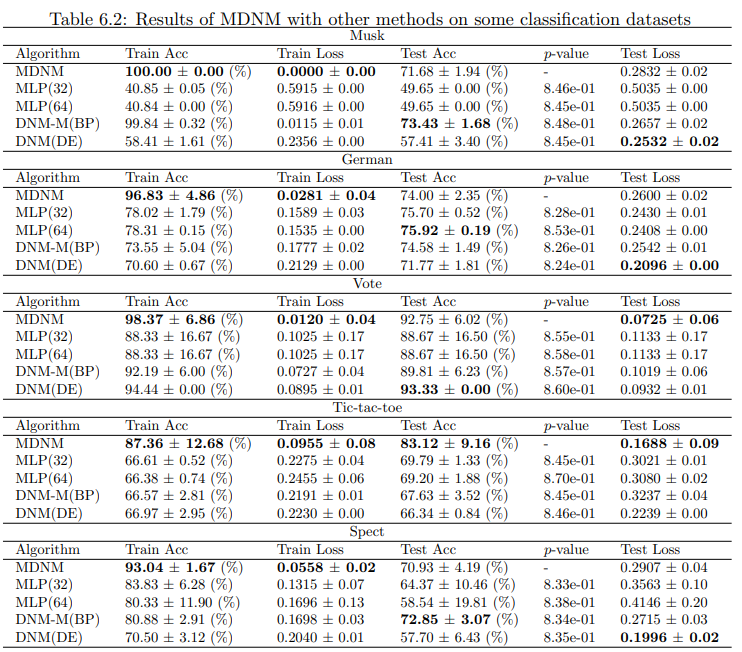 Table 6.2: Results of MDNM with other methods on some classification datasets
Musk
Algorithm Train Acc Train Loss Test Acc p-value Test Loss
MDNM 100.00 ± 0.00 (%) 0.0000 ± 0.00 71.68 ± 1.94 (%) - 0.2832 ± 0.02
MLP(32) 40.85 ± 0.05 (%) 0.5915 ± 0.00 49.65 ± 0.00 (%) 8.46e-01 0.5035 ± 0.00
MLP(64) 40.84 ± 0.00 (%) 0.5916 ± 0.00 49.65 ± 0.00 (%) 8.45e-01 0.5035 ± 0.00
DNM-M(BP) 99.84 ± 0.32 (%) 0.0115 ± 0.01 73.43 ± 1.68 (%) 8.48e-01 0.2657 ± 0.02
DNM(DE) 58.41 ± 1.61 (%) 0.2356 ± 0.00 57.41 ± 3.40 (%) 8.45e-01 0.2532 ± 0.02
German
Algorithm Train Acc Train Loss Test Acc p-value Test Loss
MDNM 96.83 ± 4.86 (%) 0.0281 ± 0.04 74.00 ± 2.35 (%) - 0.2600 ± 0.02
MLP(32) 78.02 ± 1.79 (%) 0.1589 ± 0.03 75.70 ± 0.52 (%) 8.28e-01 0.2430 ± 0.01
MLP(64) 78.31 ± 0.15 (%) 0.1535 ± 0.00 75.92 ± 0.19 (%) 8.53e-01 0.2408 ± 0.00
DNM-M(BP) 73.55 ± 5.04 (%) 0.1777 ± 0.02 74.58 ± 1.49 (%) 8.26e-01 0.2542 ± 0.01
DNM(DE) 70.60 ± 0.67 (%) 0.2129 ± 0.00 71.77 ± 1.81 (%) 8.24e-01 0.2096 ± 0.00
Vote
Algorithm Train Acc Train Loss Test Acc p-value Test Loss
MDNM 98.37 ± 6.86 (%) 0.0120 ± 0.04 92.75 ± 6.02 (%) - 0.0725 ± 0.06
MLP(32) 88.33 ± 16.67 (%) 0.1025 ± 0.17 88.67 ± 16.50 (%) 8.55e-01 0.1133 ± 0.17
MLP(64) 88.33 ± 16.67 (%) 0.1025 ± 0.17 88.67 ± 16.50 (%) 8.58e-01 0.1133 ± 0.17
DNM-M(BP) 92.19 ± 6.00 (%) 0.0727 ± 0.04 89.81 ± 6.23 (%) 8.57e-01 0.1019 ± 0.06
DNM(DE) 94.44 ± 0.00 (%) 0.0895 ± 0.01 93.33 ± 0.00 (%) 8.60e-01 0.0932 ± 0.01
Tic-tac-toe
Algorithm Train Acc Train Loss Test Acc p-value Test Loss
MDNM 87.36 ± 12.68 (%) 0.0955 ± 0.08 83.12 ± 9.16 (%) - 0.1688 ± 0.09
MLP(32) 66.61 ± 0.52 (%) 0.2275 ± 0.04 69.79 ± 1.33 (%) 8.45e-01 0.3021 ± 0.01
MLP(64) 66.38 ± 0.74 (%) 0.2455 ± 0.06 69.20 ± 1.88 (%) 8.70e-01 0.3080 ± 0.02
DNM-M(BP) 66.57 ± 2.81 (%) 0.2191 ± 0.01 67.63 ± 3.52 (%) 8.45e-01 0.3237 ± 0.04
DNM(DE) 66.97 ± 2.95 (%) 0.2230 ± 0.00 66.34 ± 0.84 (%) 8.46e-01 0.2239 ± 0.00
Spect
Algorithm Train Acc Train Loss Test Acc p-value Test Loss
MDNM 93.04 ± 1.67 (%) 0.0558 ± 0.02 70.93 ± 4.19 (%) - 0.2907 ± 0.04
MLP(32) 83.83 ± 6.28 (%) 0.1315 ± 0.07 64.37 ± 10.46 (%) 8.33e-01 0.3563 ± 0.10
MLP(64) 80.33 ± 11.90 (%) 0.1696 ± 0.13 58.54 ± 19.81 (%) 8.38e-01 0.4146 ± 0.20
DNM-M(BP) 80.88 ± 2.91 (%) 0.1698 ± 0.03 72.85 ± 3.07 (%) 8.34e-01 0.2715 ± 0.03
DNM(DE) 70.50 ± 3.12 (%) 0.2040 ± 0.01 57.70 ± 6.43 (%) 8.35e-01 0.1996 ± 0.02